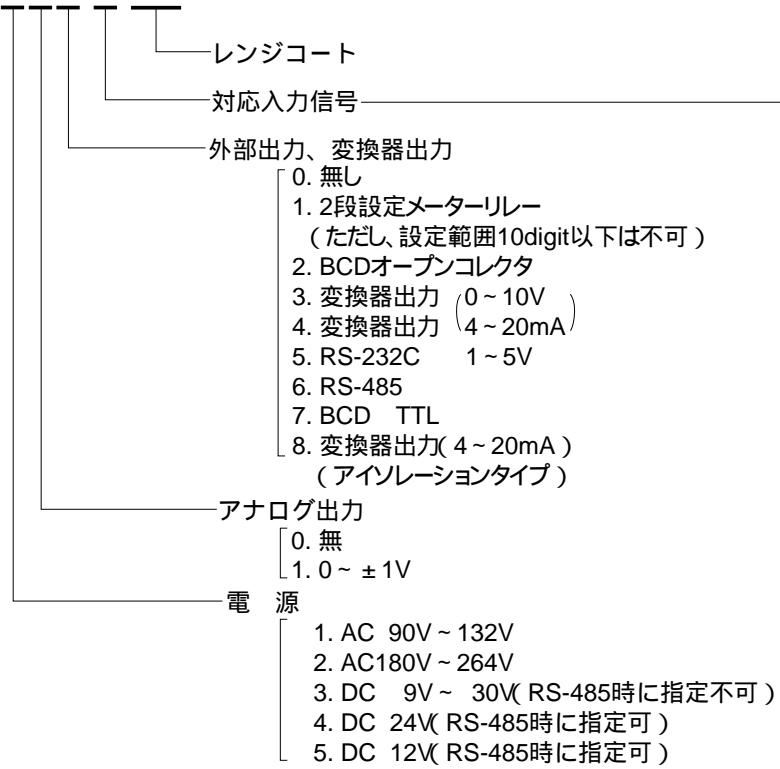 レンジコート
対応入力信号
外部出力、変換器出力
0. 無し
1. 2段設定メーターリレー
(ただし、設定範囲10digit以下は不可)
2. BCDオープンコレクタ
3. 変換器出力 (0~10V)
4. 変換器出力 (4~20mA)
5. RS-232C 1~5V
6. RS-485
7. BCD TTL
8. 変換器出力(4~20mA)
(アイソレーションタイプ)
アナログ出力
0. 無
1. 0~±1V
電 源
1. AC 90V~132V
2. AC180V~264V
3. DC 9V~ 30V(RS-485時に指定不可)
4. DC 24V(RS-485時に指定可)
5. DC 12V(RS-485時に指定可)